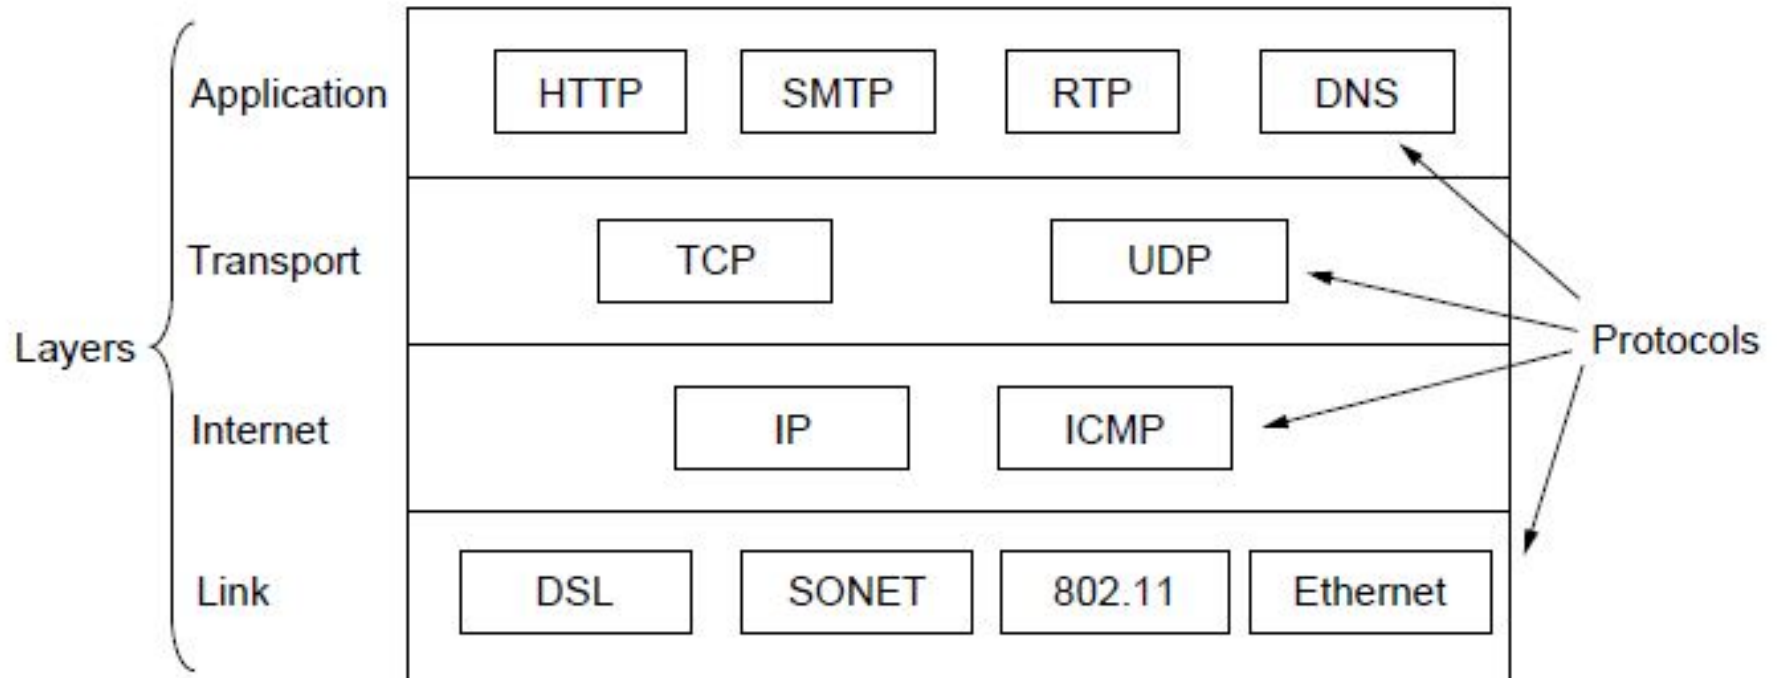 Application
HTTP
SMTP
RTP
DNS
Transport
TCP
UDP
Layers
Protocols
Internet
IP
ICMP
Link
DSL
SONET
802.11
Ethernet